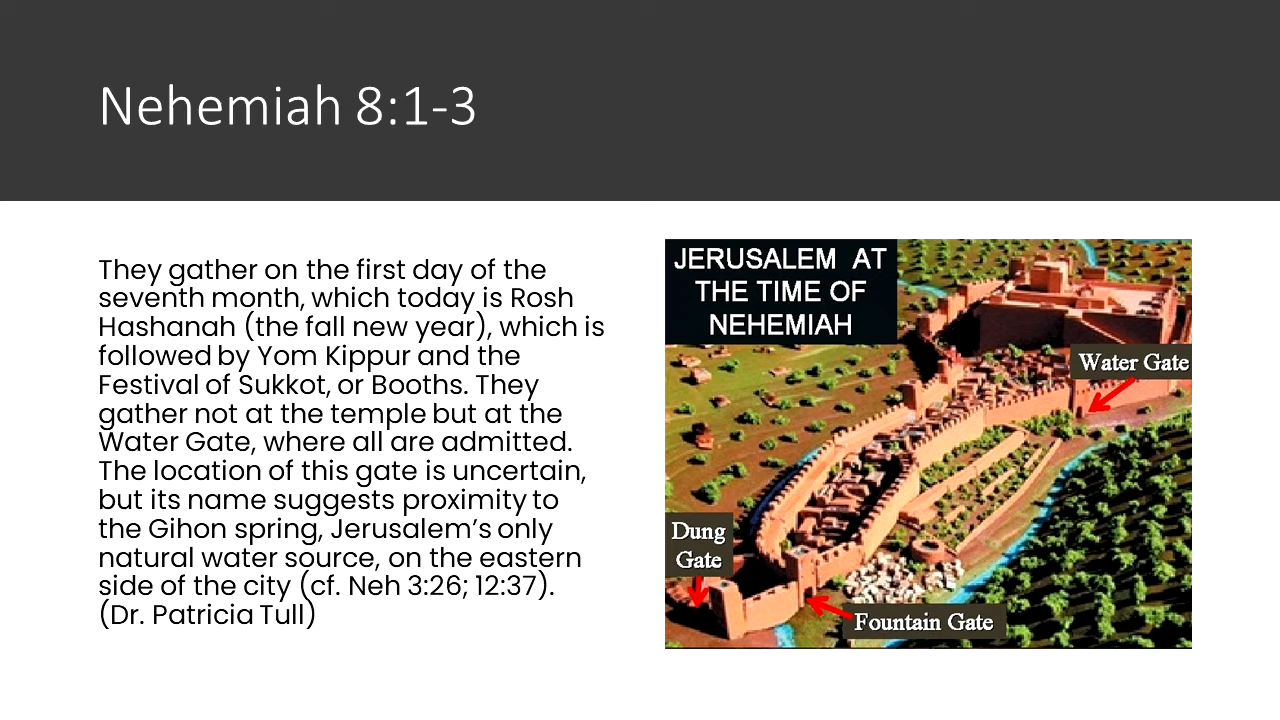 Nehemiah 8:1-3
They gather on the first day of the
seventh month, which today is Rosh
Hashanah (the fall new year), which is
followed by Yom Kippur and the
Festival of Sukkot, or Booths. They
gather not at the temple but at the
Water Gate, where all are admitted.
The location of this gate is uncertain,
but its name suggests proximity to
the Gihon spring, Jerusalem’s only
natural water source, on the eastern
side of the city (cf. Neh 3:26; 12:37).
(Dr. Patricia Tull)
JERUSALEM AT
THE TIME OF
NEHEMIAH
Water Gate
Dung
Gate
Fountain Gate